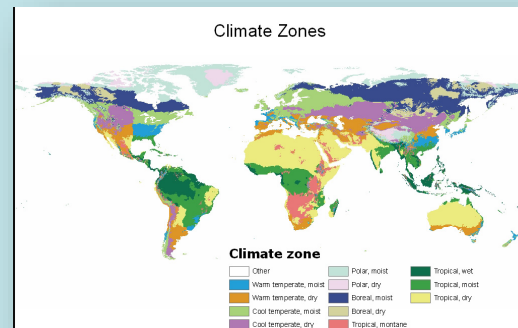 Climate Zones
Climate zone
Other
Warm temperate, moist
Warm temperate, dry
Cool temperate, moist
Cool temperate, dry
Polar, moist
Polar, dry
Boreal, moist
Boreal, dry
Tropical, montane
Tropical, wet
Tropical, moist
Tropical, dry